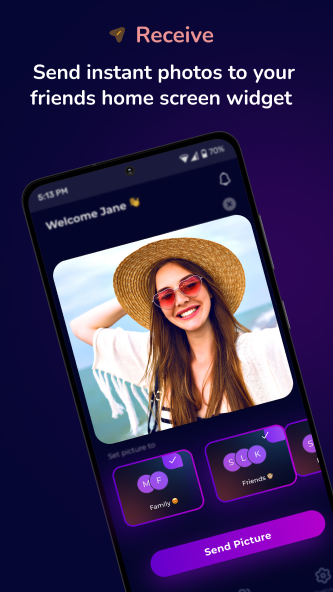 Receive
Send instant photos to your
friends home screen widget
5:13 PM
70%
Welcome Jane 👋
Set picture to
M F
Family 😍
S L K
Friends
S
Send Picture